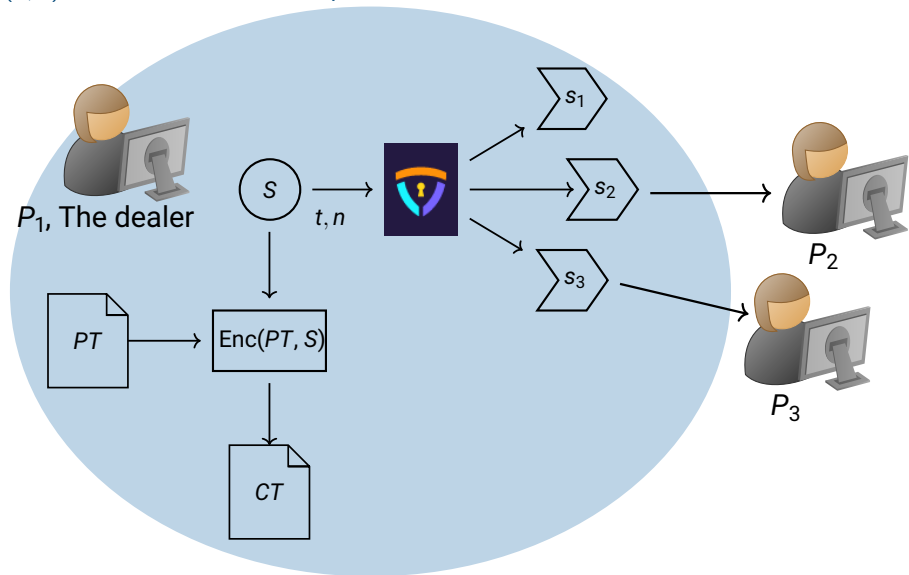 s1
P1, The dealer
S
t, n
s2
P2
s3
PT
Enc(PT, S)
P3
CT